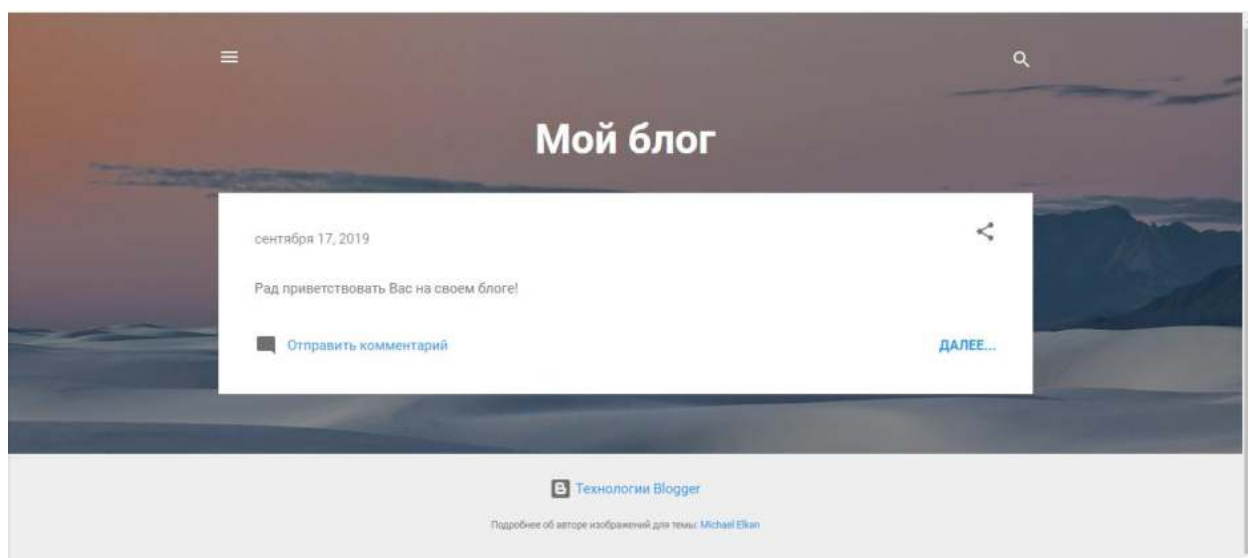 Мой блог
сентября 17, 2019
Рад приветствовать Вас на своем блоге!
Отправить комментарий
ДАЛЕЕ...
Технологии Blogger
Подробнее об авторе изображений для темы: Michael Elkan